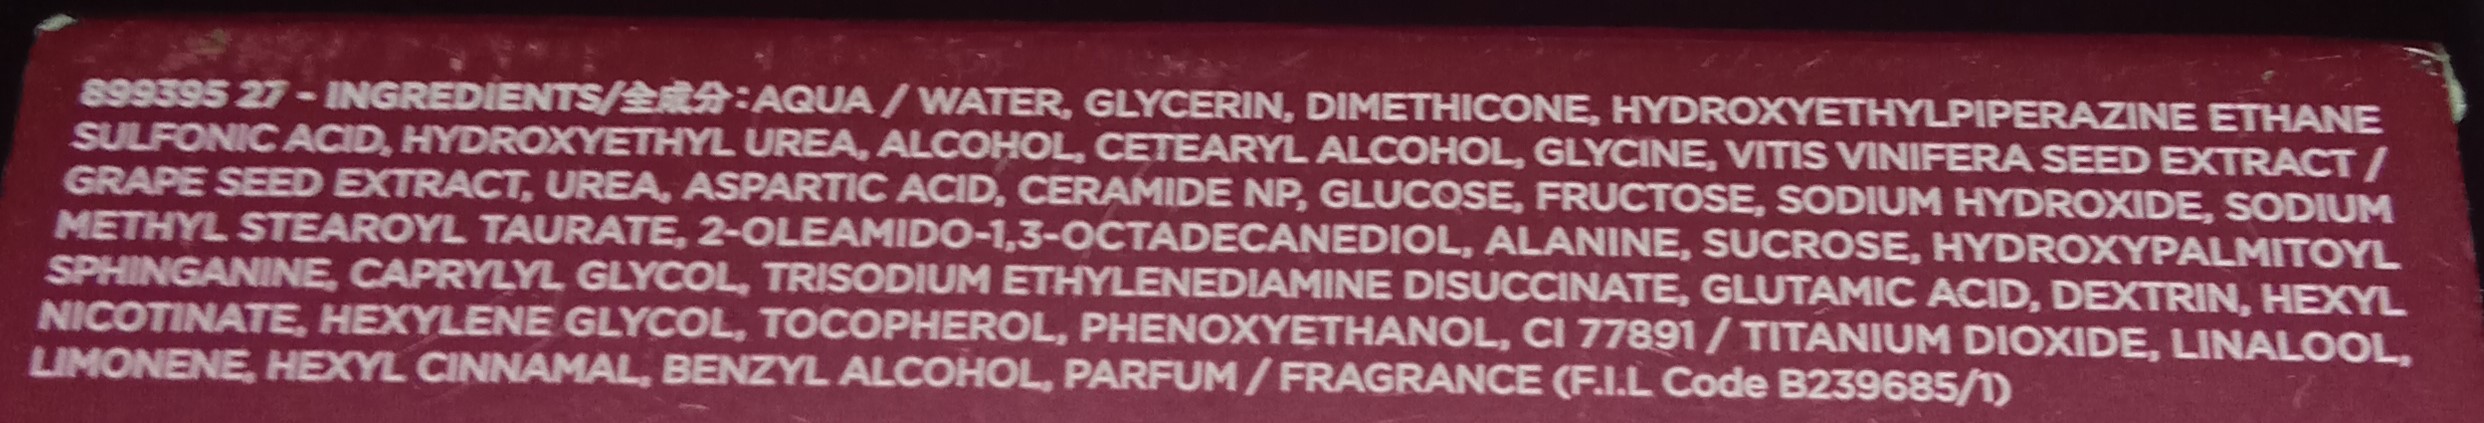 899395 27 - INGREDIENTS/全成分:AQUA / WATER, GLYCERIN, DIMETHICONE, HYDROXYETHYLPIPERAZINE ETHANE
SULFONIC ACID, HYDROXYETHYL UREA, ALCOHOL, CETEARYL ALCOHOL, GLYCINE, VITIS VINIFERA SEED EXTRACT /
GRAPE SEED EXTRACT, UREA, ASPARTIC ACID, CERAMIDE NP, GLUCOSE, FRUCTOSE, SODIUM HYDROXIDE, SODIUM
METHYL STEAROYL TAURATE, 2-OLEAMIDO-1,3-OCTADECANEDIOL, ALANINE, SUCROSE, HYDROXYPALMITOYL
SPHINGANINE, CAPRYLYL GLYCOL, TRISODIUM ETHYLENEDIAMINE DISUCCINATE, GLUTAMIC ACID, DEXTRIN, HEXYL
NICOTINATE, HEXYLENE GLYCOL, TOCOPHEROL, PHENOXYETHANOL, CI 77891 / TITANIUM DIOXIDE, LINALOOL,
LIMONENE, HEXYL CINNAMAL, BENZYL ALCOHOL, PARFUM / FRAGRANCE (F.I.L Code B239685/1)